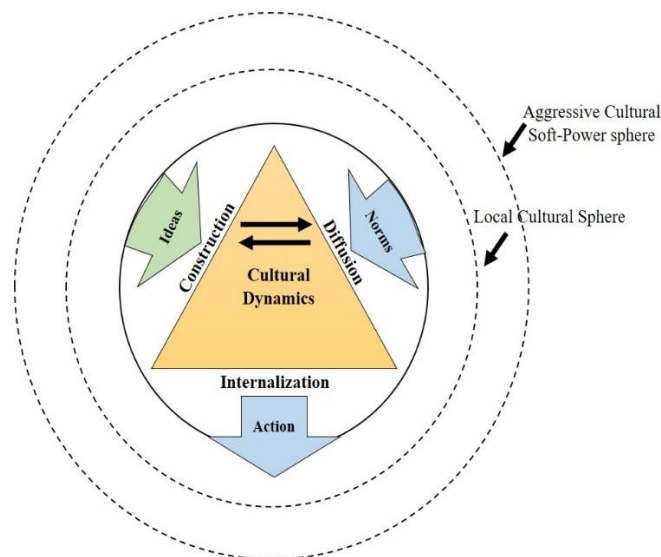 Aggressive Cultural
Soft-Power sphere
Local Cultural Sphere
Ideas
Construction
Diffusion
Norms
Cultural
Dynamics
Internalization
Action